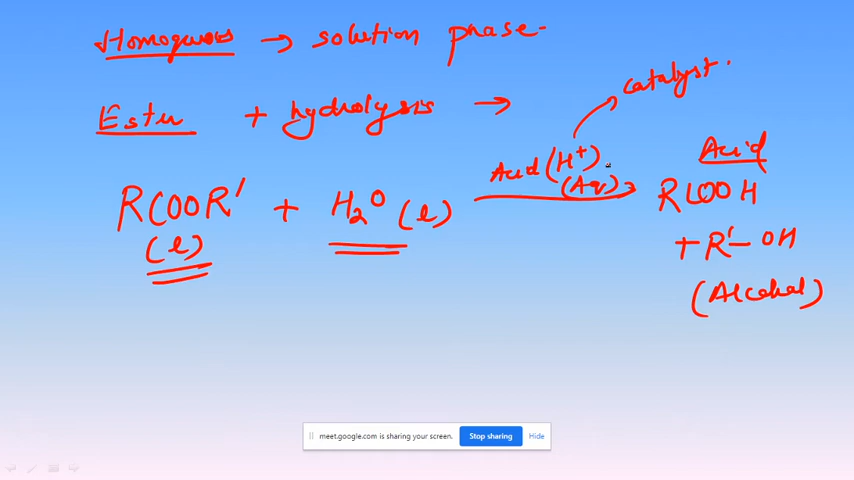 Homogenous → solution phase-
catalyst.
Ester + hydrolysis →
Acid
Acid (H⁺)
(Aq)
RCOOR' + H₂O (l) → RCOOH
(l)
+ R'-OH
(Alcohol)
meet.google.com is sharing your screen. Stop sharing Hide